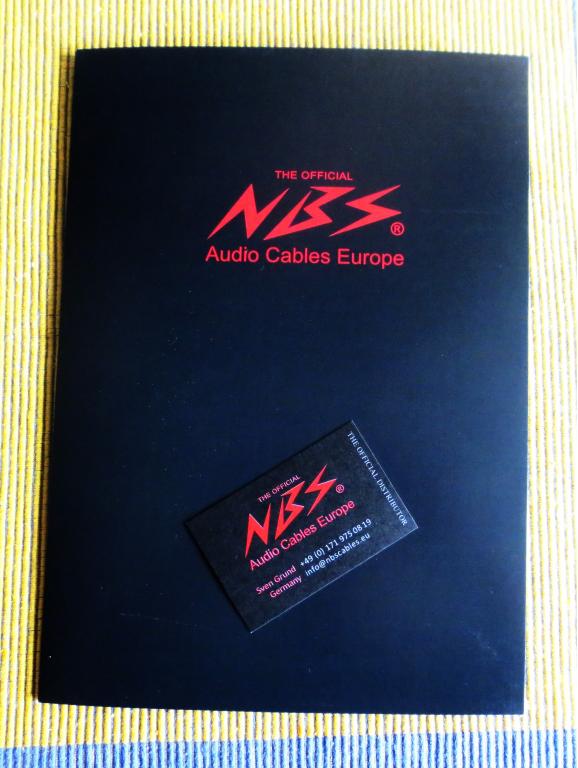 THE OFFICIAL
NBS®
Audio Cables Europe
THE OFFICIAL
NBS®
Audio Cables Europe
Sven Grund +49 (0) 171 975 08 19
Germany info@nbscables.eu
THE OFFICIAL DISTRIBUTOR